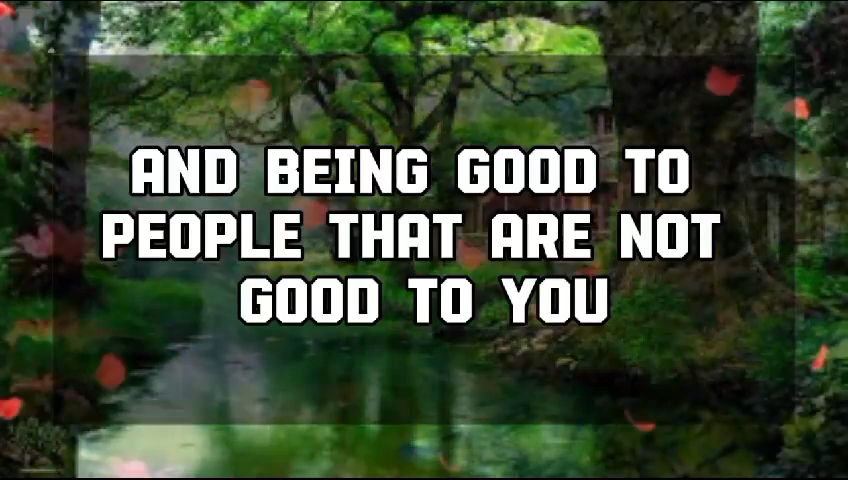 AND BEING GOOD TO
PEOPLE THAT ARE NOT
GOOD TO YOU